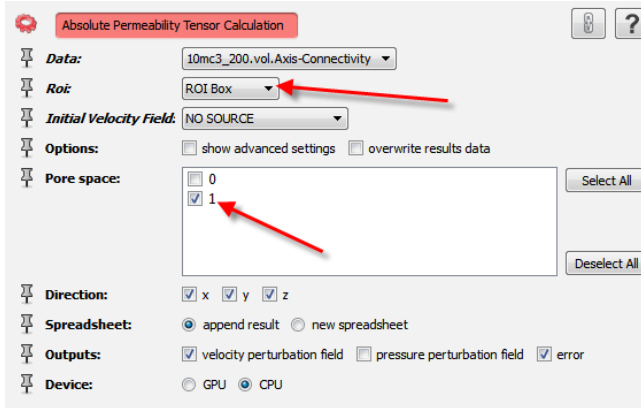 Absolute Permeability Tensor Calculation ?
Data: 10mc3_200.vol.Axis-Connectivity
Roi: ROI Box
Initial Velocity Field: NO SOURCE
Options: show advanced settings overwrite results data
Pore space: 0 Select All
1
Deselect All
Direction: x y z
Spreadsheet: append result new spreadsheet
Outputs: velocity perturbation field pressure perturbation field error
Device: GPU CPU